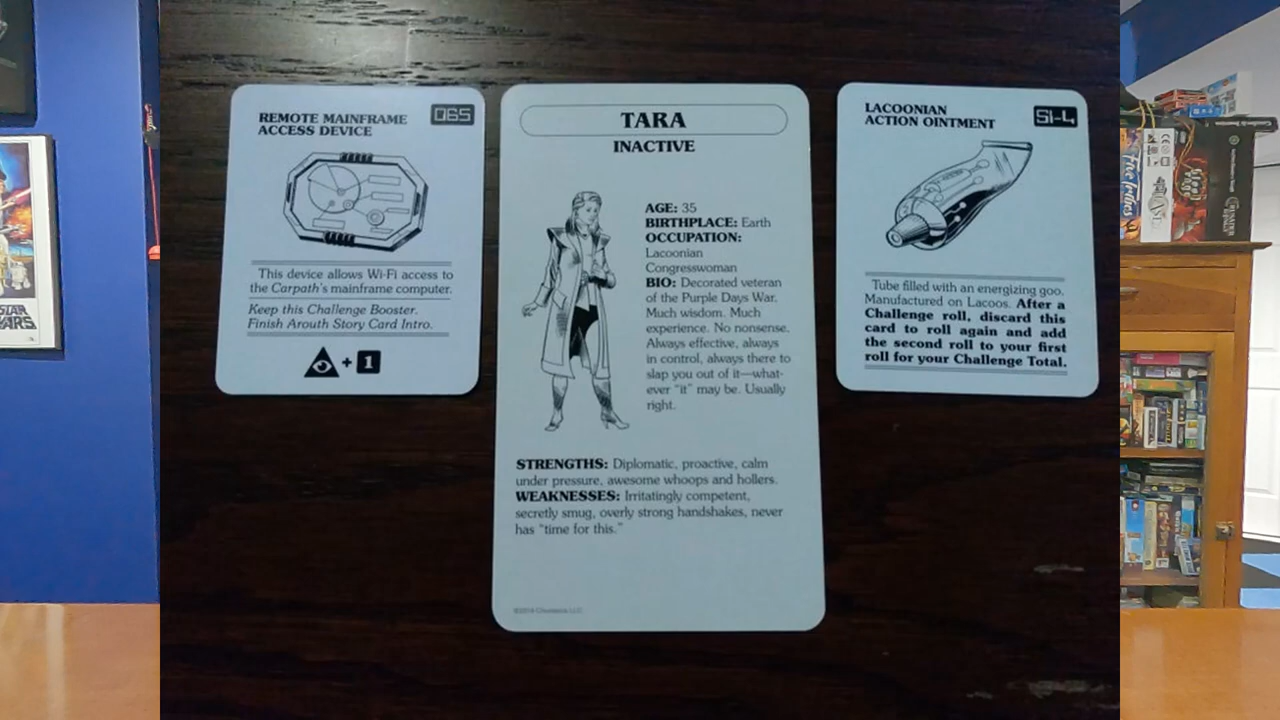 REMOTE MAINFRAME
ACCESS DEVICE
065
This device allows Wi-Fi access to
the Carpath's mainframe computer.
Keep this Challenge Booster.
Finish Arouth Story Card Intro.
+ 1
TARA
INACTIVE
AGE: 35
BIRTHPLACE: Earth
OCCUPATION:
Lacoonian
Congresswoman
BIO: Decorated veteran
of the Purple Days War.
Much wisdom. Much
experience. No nonsense.
Always effective, always
in control, always there to
slap you out of it—what-
ever "it" may be. Usually
right.
STRENGTHS: Diplomatic, proactive, calm
under pressure, awesome whoops and hollers.
WEAKNESSES: Irritatingly competent,
secretly smug, overly strong handshakes, never
has "time for this."
LACOONIAN
ACTION OINTMENT
SI-4
Tube filled with an energizing goo.
Manufactured on Lacoos. After a
Challenge roll, discard this
card to roll again and add
the second roll to your first
roll for your Challenge Total.
STAR
WARS
Five Tribes